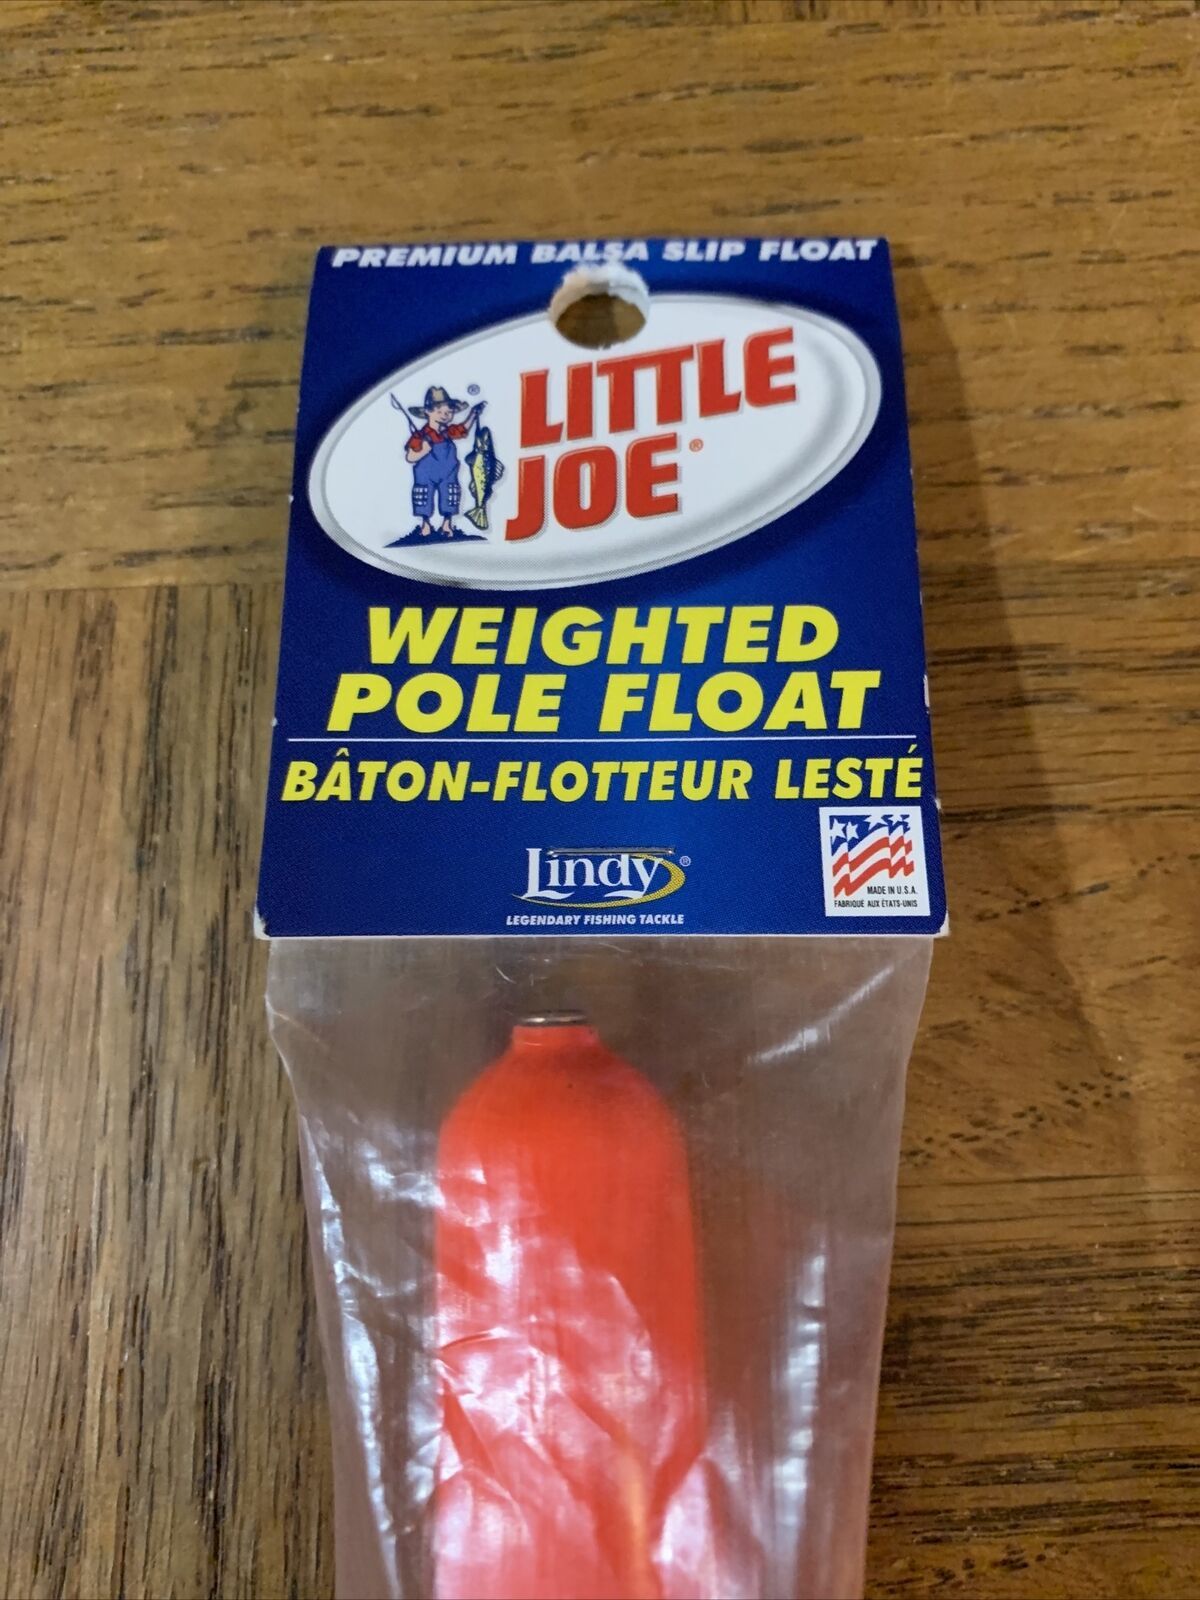 PREMIUM BALSA SLIP FLOAT
LITTLE
JOE®
®
WEIGHTED
POLE FLOAT
BÂTON-FLOTTEUR LESTÉ
Lindy®
LEGENDARY FISHING TACKLE
MADE IN U.S.A.
FABRIQUÉ AUX ÉTATS-UNIS